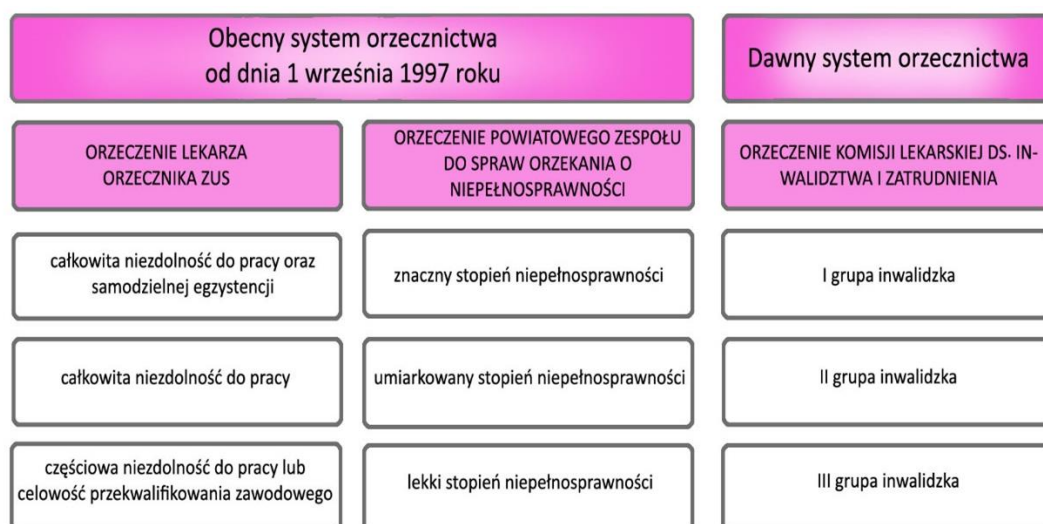 Obecny system orzecznictwa
od dnia 1 września 1997 roku
Dawny system orzecznictwa
ORZECZENIE LEKARZA
ORZECZNIKA ZUS
ORZECZENIE POWIATOWEGO ZESPOŁU
DO SPRAW ORZEKANIA O
NIEPEŁNOSPRAWNOŚCI
ORZECZENIE KOMISJI LEKARSKIEJ DS. IN-
WALIDZTWA I ZATRUDNIENIA
całkowita niezdolność do pracy oraz
samodzielnej egzystencji
znaczny stopień niepełnosprawności
I grupa inwalidzka
całkowita niezdolność do pracy
umiarkowany stopień niepełnosprawności
II grupa inwalidzka
częściowa niezdolność do pracy lub
celowość przekwalifikowania zawodowego
lekki stopień niepełnosprawności
III grupa inwalidzka